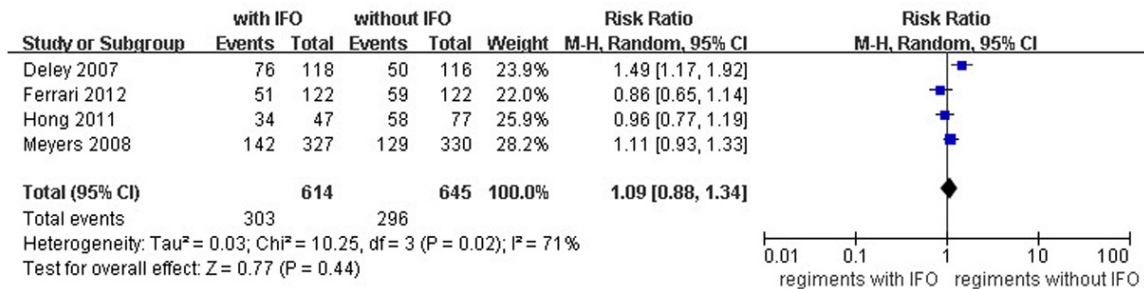 with IFO without IFO Risk Ratio Risk Ratio
Study or Subgroup Events Total Events Total Weight M-H, Random, 95% CI M-H, Random, 95% CI
Deley 2007 76 118 50 116 23.9% 1.49 [1.17, 1.92]
Ferrari 2012 51 122 59 122 22.0% 0.86 [0.65, 1.14]
Hong 2011 34 47 58 77 25.9% 0.96 [0.77, 1.19]
Meyers 2008 142 327 129 330 28.2% 1.11 [0.93, 1.33]
Total (95% CI) 614 645 100.0% 1.09 [0.88, 1.34]
Total events 303 296
Heterogeneity: Tau² = 0.03; Chi² = 10.25, df = 3 (P = 0.02); I² = 71%
Test for overall effect: Z = 0.77 (P = 0.44)
0.01 0.1 1 10 100
regiments with IFO regiments without IFO